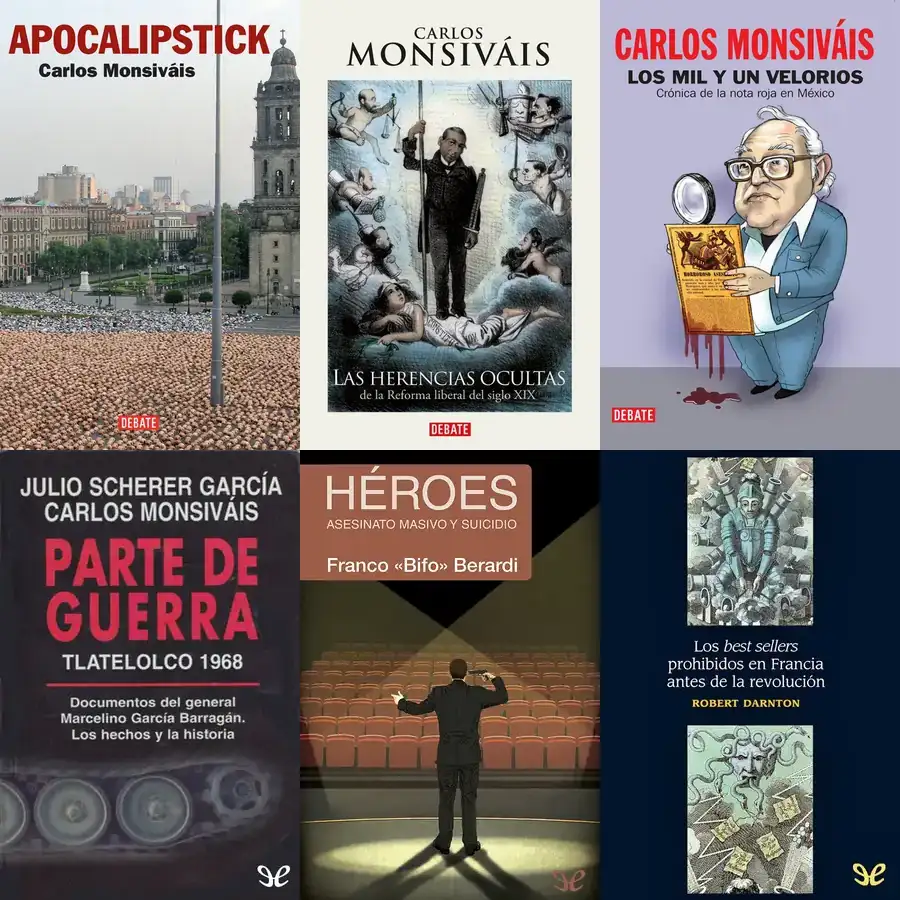 APOCALIPSTICK
Carlos Monsiváis
DEBATE
CARLOS
MONSIVÁIS
LAS HERENCIAS OCULTAS
de la Reforma liberal del siglo XIX
DEBATE
CARLOS MONSIVÁIS
LOS MIL Y UN VELORIOS
Crónica de la nota roja en México
DEBATE
JULIO SCHERER GARCÍA
CARLOS MONSIVÁIS
PARTE DE
GUERRA
TLATELOLCO 1968
Documentos del general
Marcelino García Barragán.
Los hechos y la historia
HÉROES
ASESINATO MASIVO Y SUICIDIO
Franco «Bifo» Berardi
Los best sellers
prohibidos en Francia
antes de la revolución
ROBERT DARNTON